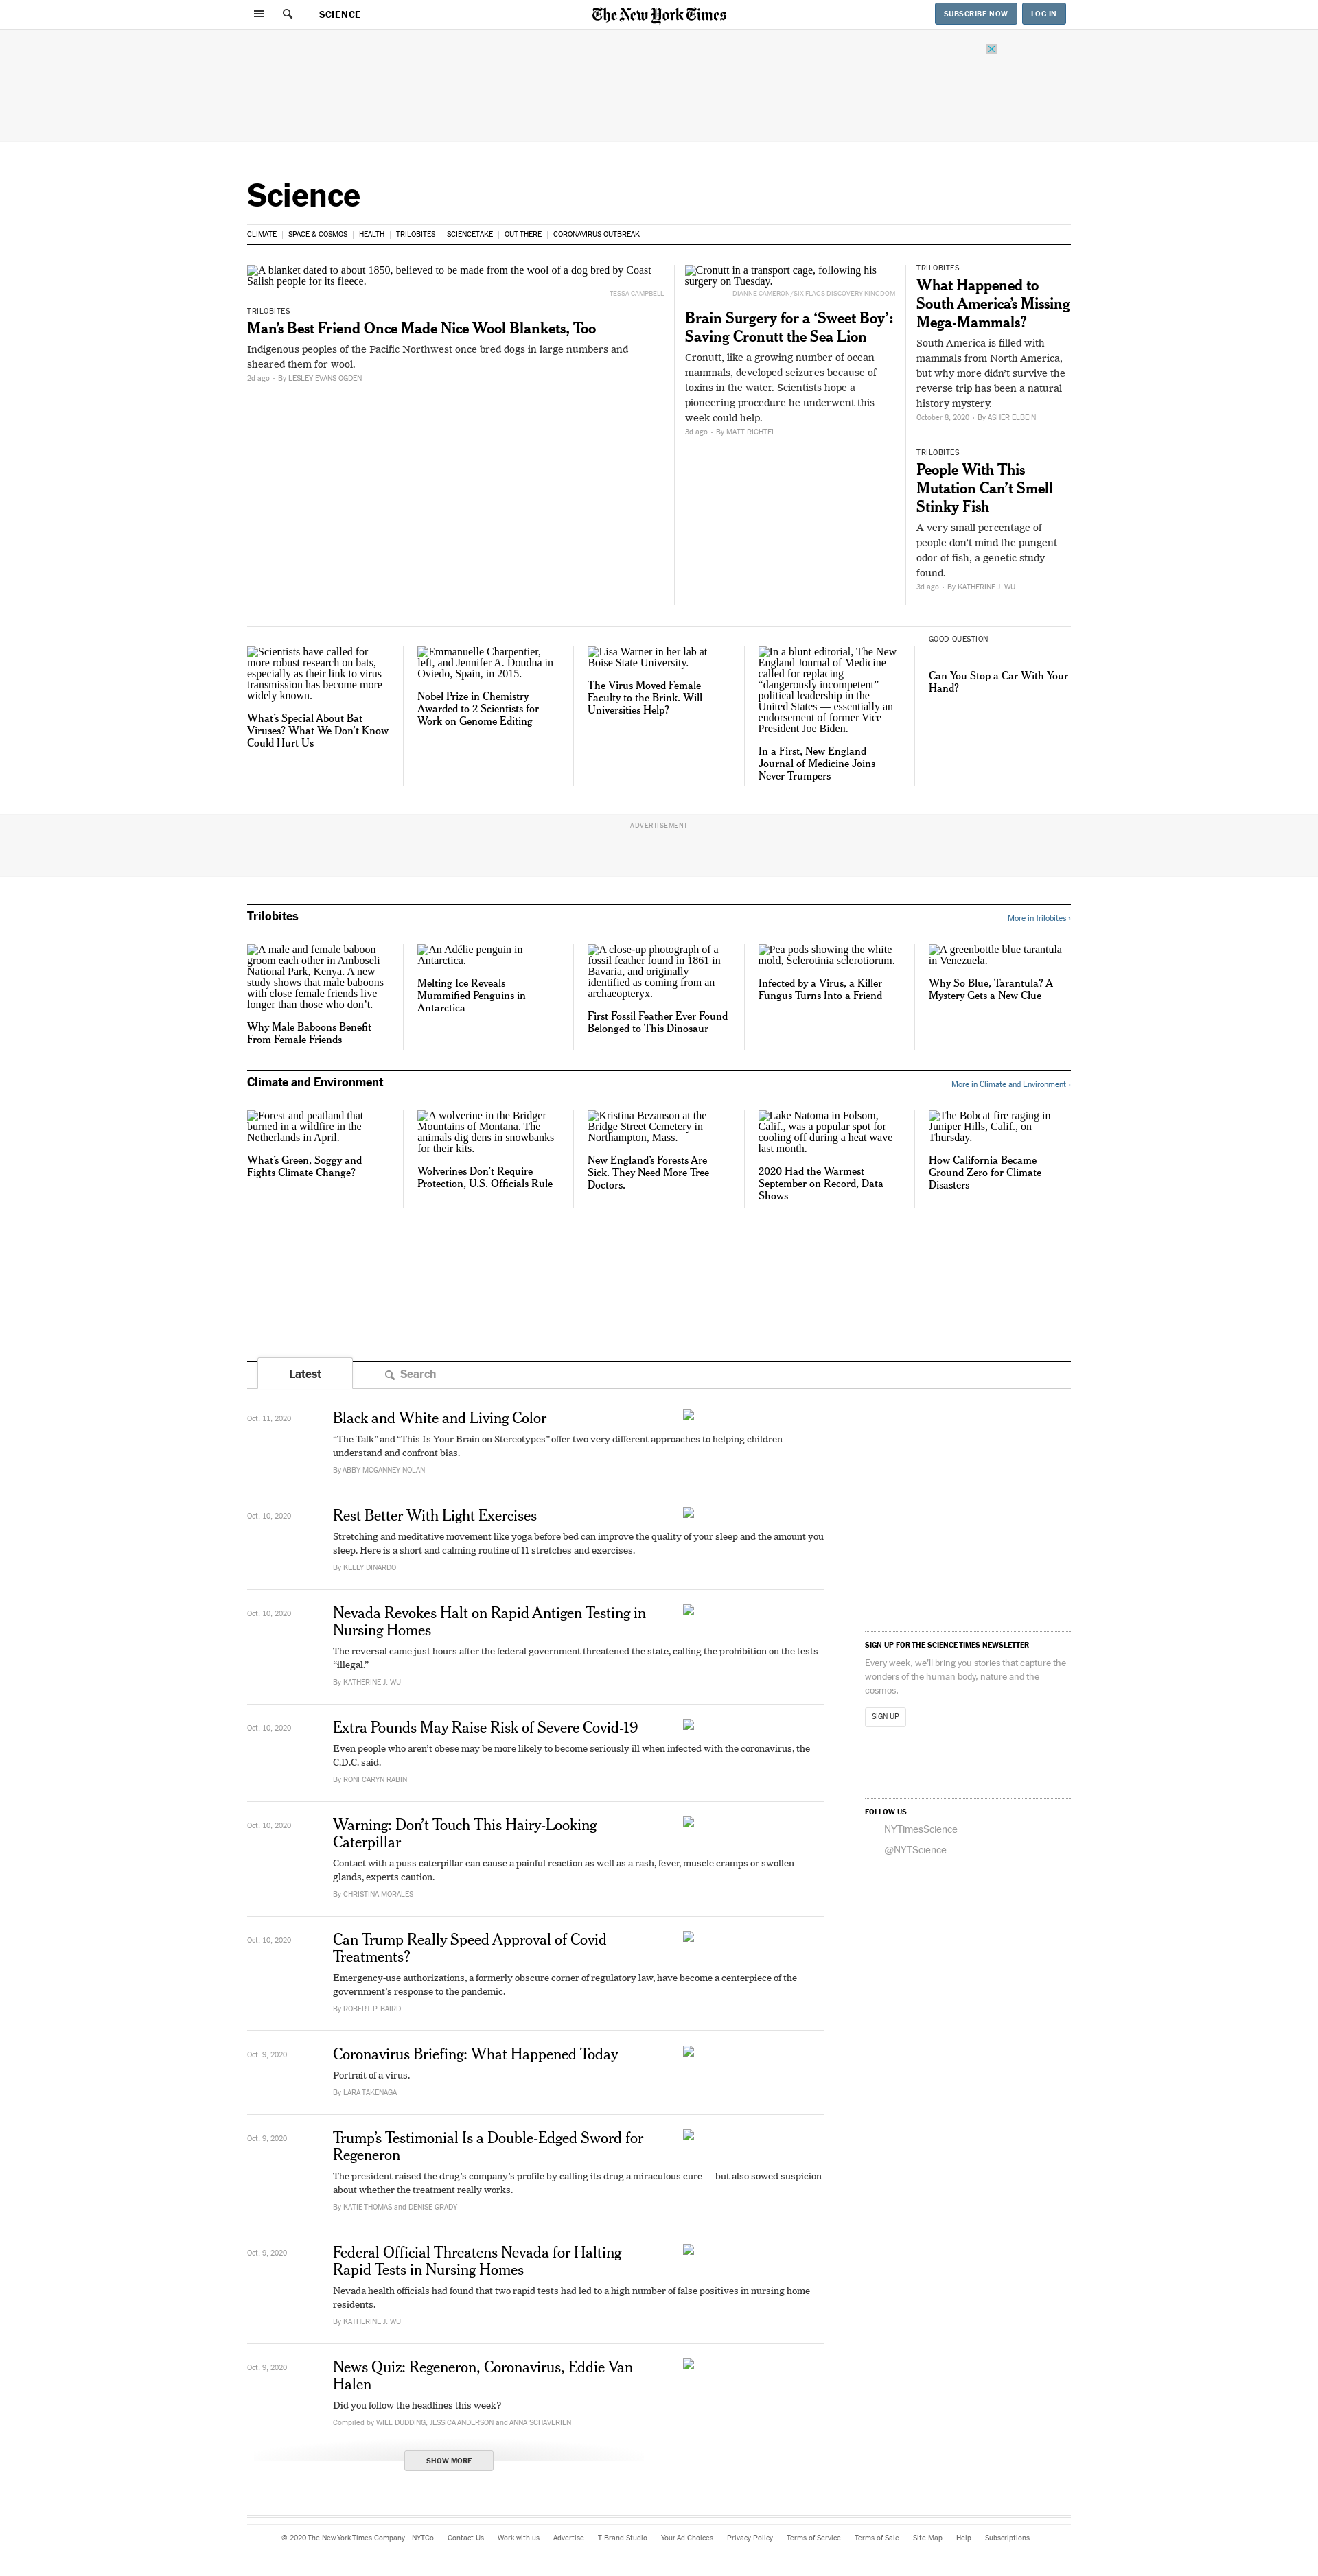 SCIENCE
The New York Times
SUBSCRIBE NOW
LOG IN
Science
CLIMATE
SPACE & COSMOS
HEALTH
TRILOBITES
SCIENCETAKE
OUT THERE
CORONAVIRUS OUTBREAK
A blanket dated to about 1850, believed to be made from the wool of a dog bred by Coast
Salish people for its fleece.
TESSA CAMPBELL
TRILOBITES
Man’s Best Friend Once Made Nice Wool Blankets, Too
Indigenous peoples of the Pacific Northwest once bred dogs in large numbers and
sheared them for wool.
2d ago • By LESLEY EVANS OGDEN
Cronutt in a transport cage, following his
surgery on Tuesday.
DIANNE CAMERON/SIX FLAGS DISCOVERY KINGDOM
Brain Surgery for a ‘Sweet Boy’:
Saving Cronutt the Sea Lion
Cronutt, like a growing number of ocean
mammals, developed seizures because of
toxins in the water. Scientists hope a
pioneering procedure he underwent this
week could help.
3d ago • By MATT RICHTEL
TRILOBITES
What Happened to
South America’s Missing
Mega-Mammals?
South America is filled with
mammals from North America,
but why more didn’t survive the
reverse trip has been a natural
history mystery.
October 8, 2020 • By ASHER ELBEIN
TRILOBITES
People With This
Mutation Can’t Smell
Stinky Fish
A very small percentage of
people don’t mind the pungent
odor of fish, a genetic study
found.
3d ago • By KATHERINE J. WU
Scientists have called for
more robust research on bats,
especially as their link to virus
transmission has become more
widely known.
What’s Special About Bat
Viruses? What We Don’t Know
Could Hurt Us
Emmanuelle Charpentier,
left, and Jennifer A. Doudna in
Oviedo, Spain, in 2015.
Nobel Prize in Chemistry
Awarded to 2 Scientists for
Work on Genome Editing
Lisa Warner in her lab at
Boise State University.
The Virus Moved Female
Faculty to the Brink. Will
Universities Help?
In a blunt editorial, The New
England Journal of Medicine
called for replacing
“dangerously incompetent”
political leadership in the
United States — essentially an
endorsement of former Vice
President Joe Biden.
In a First, New England
Journal of Medicine Joins
Never-Trumpers
GOOD QUESTION
Can You Stop a Car With Your
Hand?
ADVERTISEMENT
Trilobites
More in Trilobites ›
A male and female baboon
groom each other in Amboseli
National Park, Kenya. A new
study shows that male baboons
with close female friends live
longer than those who don’t.
Why Male Baboons Benefit
From Female Friends
An Adélie penguin in
Antarctica.
Melting Ice Reveals
Mummified Penguins in
Antarctica
A close-up photograph of a
fossil feather found in 1861 in
Bavaria, and originally
identified as coming from an
archaeopteryx.
First Fossil Feather Ever Found
Belonged to This Dinosaur
Pea pods showing the white
mold, Sclerotinia sclerotiorum.
Infected by a Virus, a Killer
Fungus Turns Into a Friend
A greenbottle blue tarantula
in Venezuela.
Why So Blue, Tarantula? A
Mystery Gets a New Clue
Climate and Environment
More in Climate and Environment ›
Forest and peatland that
burned in a wildfire in the
Netherlands in April.
What’s Green, Soggy and
Fights Climate Change?
A wolverine in the Bridger
Mountains of Montana. The
animals dig dens in snowbanks
for their kits.
Wolverines Don’t Require
Protection, U.S. Officials Rule
Kristina Bezanson at the
Bridge Street Cemetery in
Northampton, Mass.
New England’s Forests Are
Sick. They Need More Tree
Doctors.
Lake Natoma in Folsom,
Calif., was a popular spot for
cooling off during a heat wave
last month.
2020 Had the Warmest
September on Record, Data
Shows
The Bobcat fire raging in
Juniper Hills, Calif., on
Thursday.
How California Became
Ground Zero for Climate
Disasters
Latest
Search
Oct. 11, 2020
Black and White and Living Color
“The Talk” and “This Is Your Brain on Stereotypes” offer two very different approaches to helping children
understand and confront bias.
By ABBY MCGANNEY NOLAN
Oct. 10, 2020
Rest Better With Light Exercises
Stretching and meditative movement like yoga before bed can improve the quality of your sleep and the amount you
sleep. Here is a short and calming routine of 11 stretches and exercises.
By KELLY DINARDO
Oct. 10, 2020
Nevada Revokes Halt on Rapid Antigen Testing in
Nursing Homes
The reversal came just hours after the federal government threatened the state, calling the prohibition on the tests
“illegal.”
By KATHERINE J. WU
Oct. 10, 2020
Extra Pounds May Raise Risk of Severe Covid-19
Even people who aren’t obese may be more likely to become seriously ill when infected with the coronavirus, the
C.D.C. said.
By RONI CARYN RABIN
Oct. 10, 2020
Warning: Don’t Touch This Hairy-Looking
Caterpillar
Contact with a puss caterpillar can cause a painful reaction as well as a rash, fever, muscle cramps or swollen
glands, experts caution.
By CHRISTINA MORALES
Oct. 10, 2020
Can Trump Really Speed Approval of Covid
Treatments?
Emergency-use authorizations, a formerly obscure corner of regulatory law, have become a centerpiece of the
government’s response to the pandemic.
By ROBERT P. BAIRD
Oct. 9, 2020
Coronavirus Briefing: What Happened Today
Portrait of a virus.
By LARA TAKENAGA
Oct. 9, 2020
Trump’s Testimonial Is a Double-Edged Sword for
Regeneron
The president raised the drug’s company’s profile by calling its drug a miraculous cure — but also sowed suspicion
about whether the treatment really works.
By KATIE THOMAS and DENISE GRADY
Oct. 9, 2020
Federal Official Threatens Nevada for Halting
Rapid Tests in Nursing Homes
Nevada health officials had found that two rapid tests had led to a high number of false positives in nursing home
residents.
By KATHERINE J. WU
Oct. 9, 2020
News Quiz: Regeneron, Coronavirus, Eddie Van
Halen
Did you follow the headlines this week?
Compiled by WILL DUDDING, JESSICA ANDERSON and ANNA SCHAVERIEN
SHOW MORE
SIGN UP FOR THE SCIENCE TIMES NEWSLETTER
Every week, we’ll bring you stories that capture the
wonders of the human body, nature and the
cosmos.
SIGN UP
FOLLOW US
NYTimesScience
@NYTScience
© 2020 The New York Times Company
NYTCo
Contact Us
Work with us
Advertise
T Brand Studio
Your Ad Choices
Privacy Policy
Terms of Service
Terms of Sale
Site Map
Help
Subscriptions